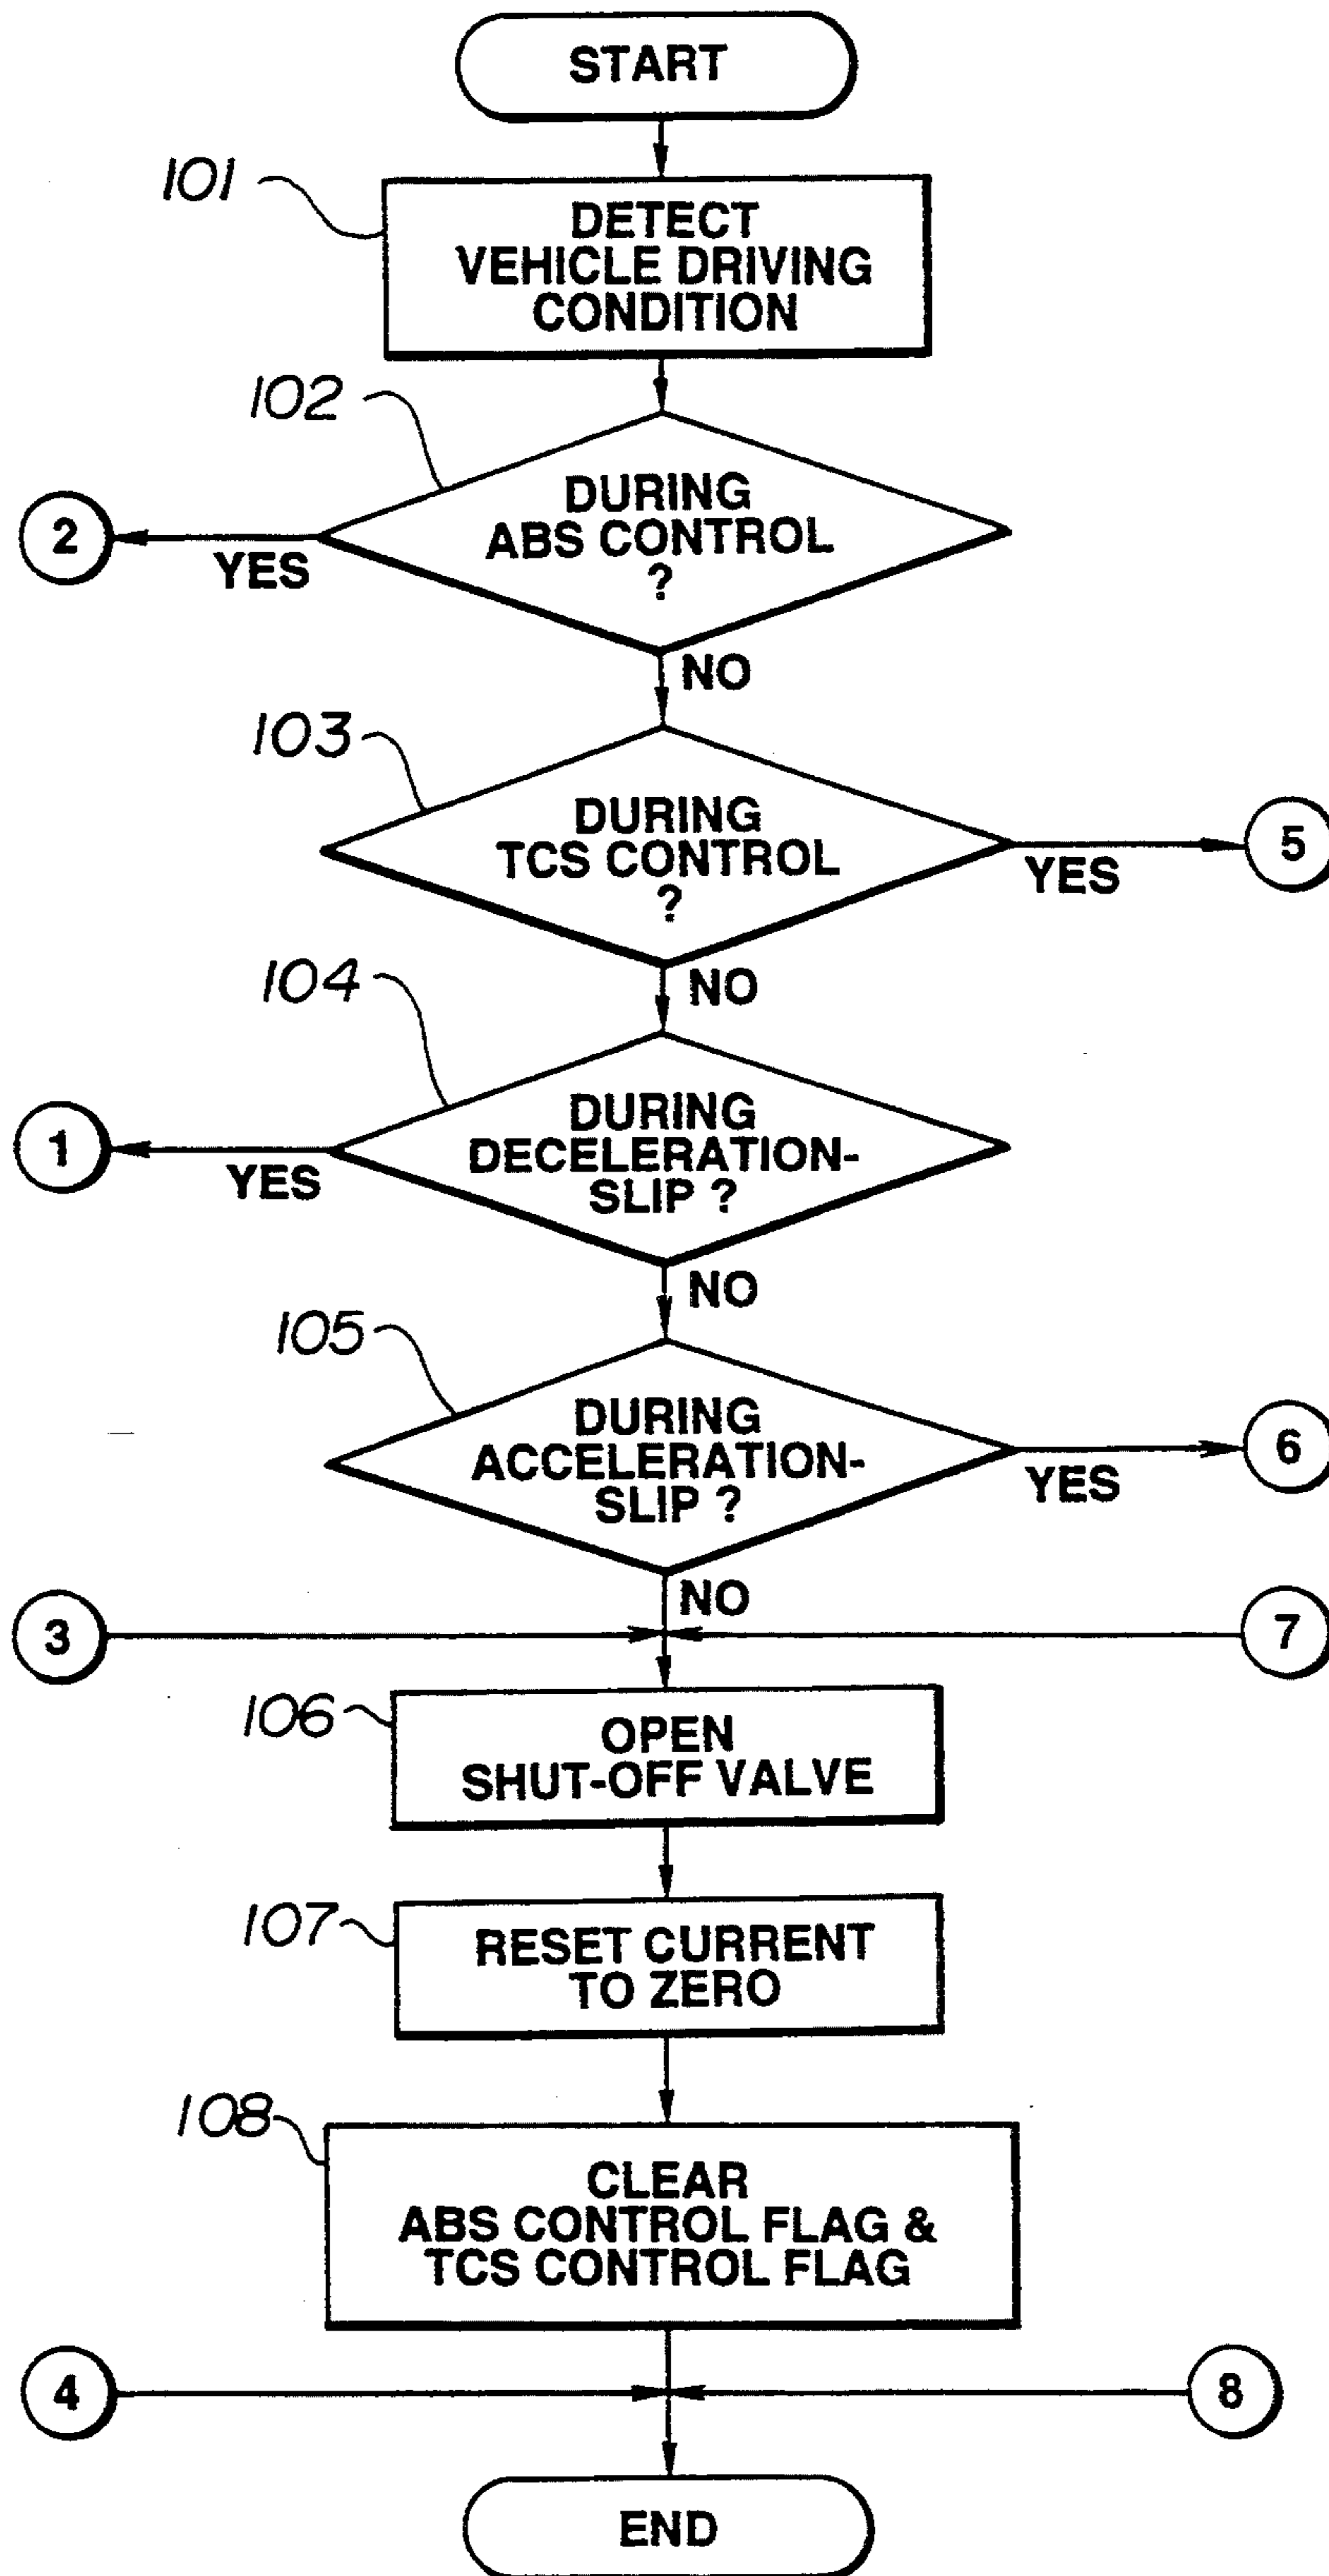 START
101
DETECT
VEHICLE DRIVING
CONDITION
102
DURING
ABS CONTROL
?
2
YES
NO
103
DURING
TCS CONTROL
?
5
YES
NO
104
DURING
DECELERATION-
SLIP ?
1
YES
NO
105
DURING
ACCELERATION-
SLIP ?
6
YES
NO
3
7
106
OPEN
SHUT-OFF VALVE
107
RESET CURRENT
TO ZERO
108
CLEAR
ABS CONTROL FLAG &
TCS CONTROL FLAG
4
8
END